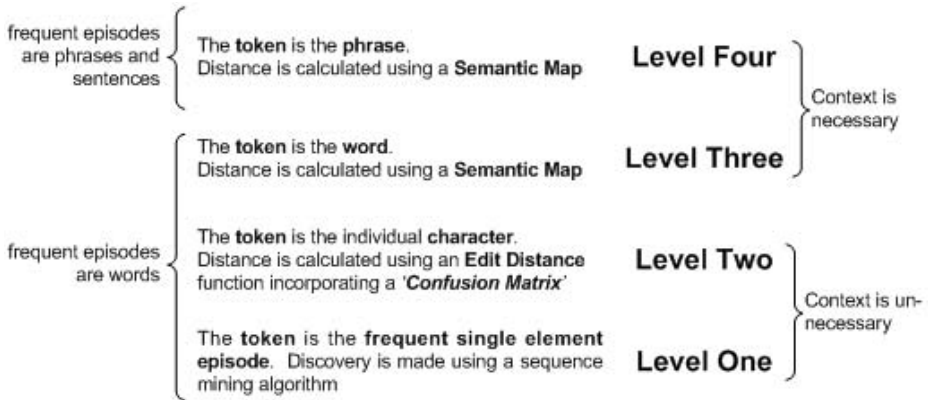 frequent episodes
are phrases and
sentences
The token is the phrase.
Distance is calculated using a Semantic Map
Level Four
Context is
necessary
The token is the word.
Distance is calculated using a Semantic Map
Level Three
frequent episodes
are words
The token is the individual character.
Distance is calculated using an Edit Distance
function incorporating a 'Confusion Matrix'
Level Two
Context is un-
necessary
The token is the frequent single element
episode. Discovery is made using a sequence
mining algorithm
Level One